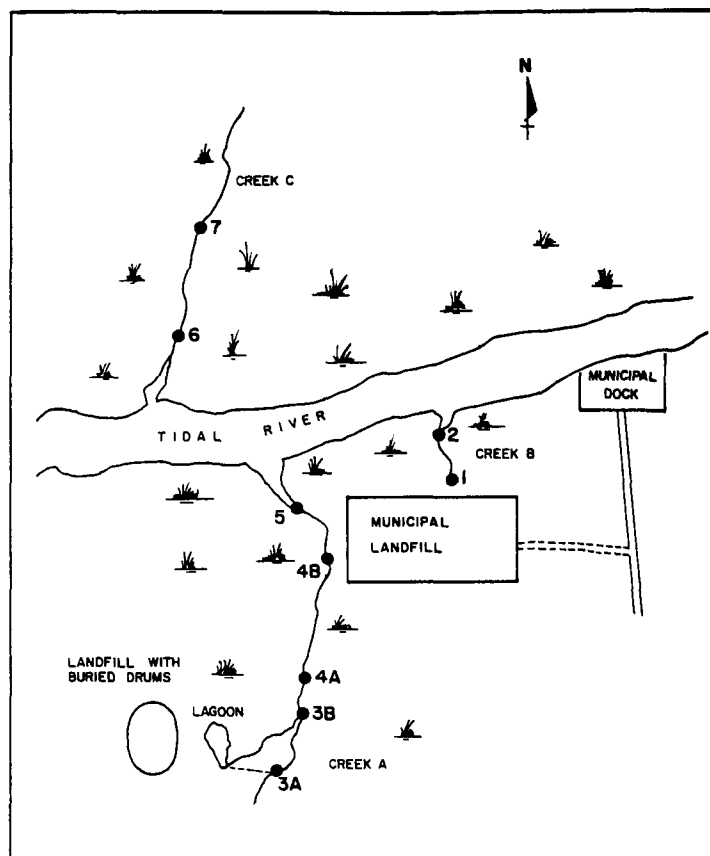 N
CREEK C
7
6
MUNICIPAL
DOCK
TIDAL RIVER
2
CREEK B
1
5
MUNICIPAL
LANDFILL
4B
LANDFILL WITH
BURIED DRUMS
4A
LAGOON
3B
CREEK A
3A